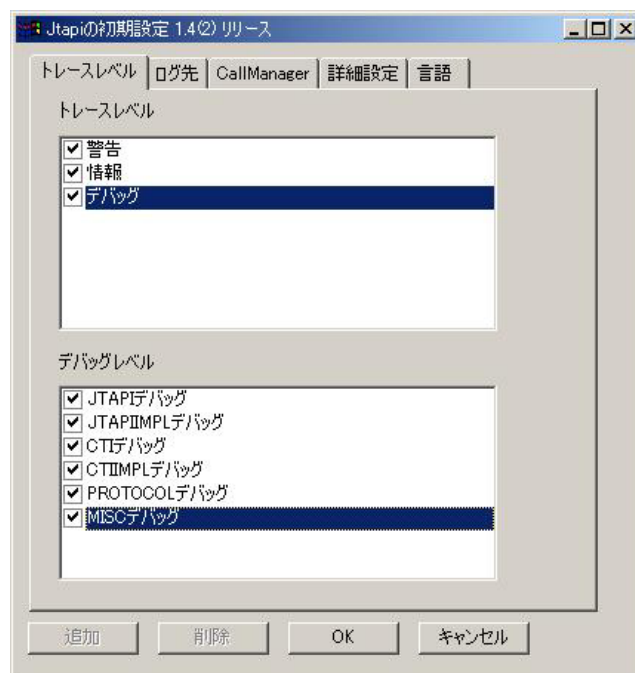 Jtapiの初期設定 1.4(2) リリース
トレースレベル ログ先 CallManager 詳細設定 言語
トレースレベル
警告
情報
デバッグ
デバッグレベル
JTAPIデバッグ
JTAPIIMPLデバッグ
CTIデバッグ
CTIIMPLデバッグ
PROTOCOLデバッグ
MISCデバッグ
追加 削除 OK キャンセル